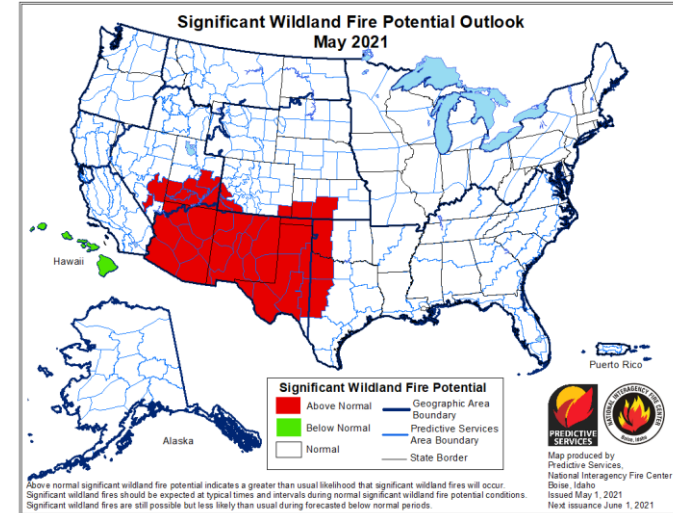 Significant Wildland Fire Potential Outlook
May 2021
Hawaii
Alaska
Puerto Rico
Significant Wildland Fire Potential
Above Normal
Below Normal
Normal
Geographic Area
Boundary
Predictive Services
Area Boundary
State Border
PREDICTIVE
SERVICES
NATIONAL INTERAGENCY FIRE CENTER
Boise, Idaho
Map produced by
Predictive Services,
National Interagency Fire Center
Boise, Idaho
Issued May 1, 2021
Next issuance June 1, 2021
Above normal significant wildland fire potential indicates a greater than usual likelihood that significant wildland fires will occur.
Significant wildland fires should be expected at typical times and intervals during normal significant wildland fire potential conditions.
Significant wildland fires are still possible but less likely than usual during forecasted below normal periods.